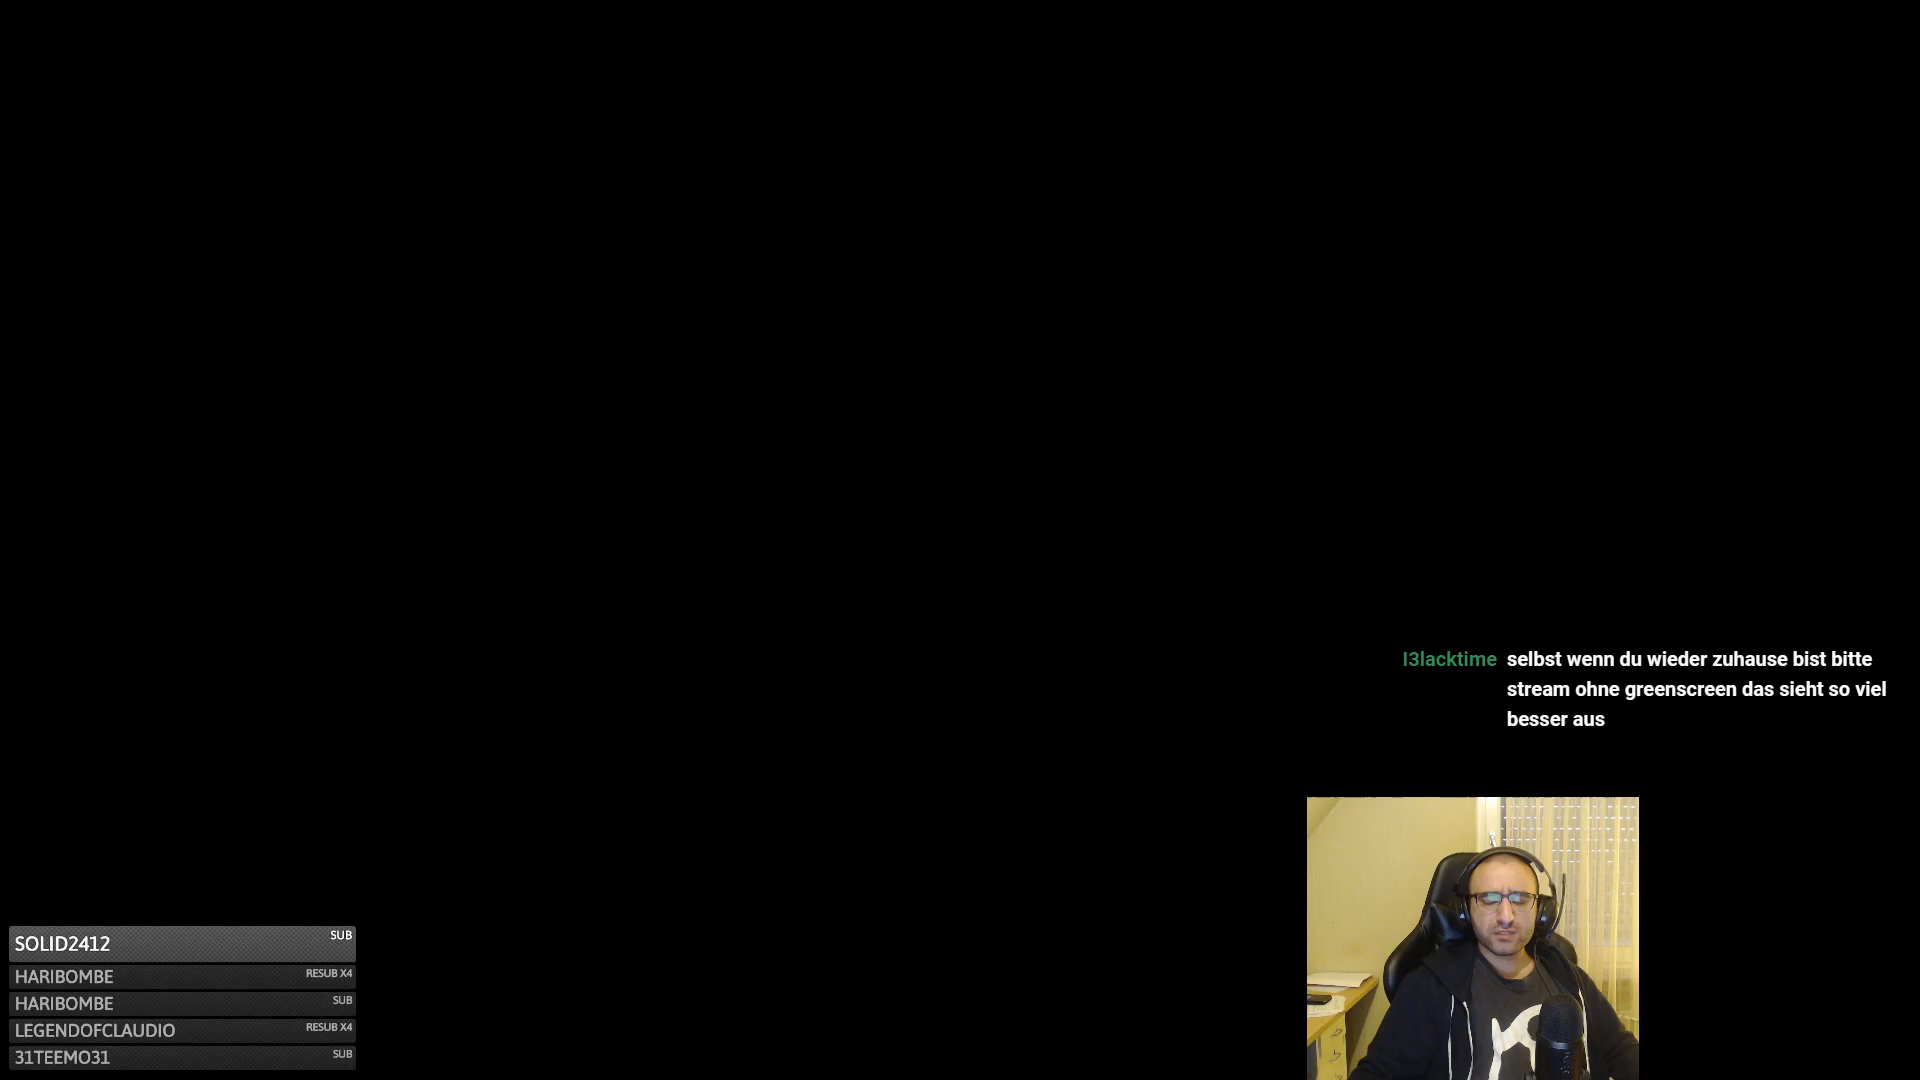 I3lacktime selbst wenn du wieder zuhause bist bitte
stream ohne greenscreen das sieht so viel
besser aus
SOLID2412 SUB
HARIBOMBE RESUB X4
HARIBOMBE SUB
LEGENDOFCLAUDIO RESUB X4
31TEEMO31 SUB